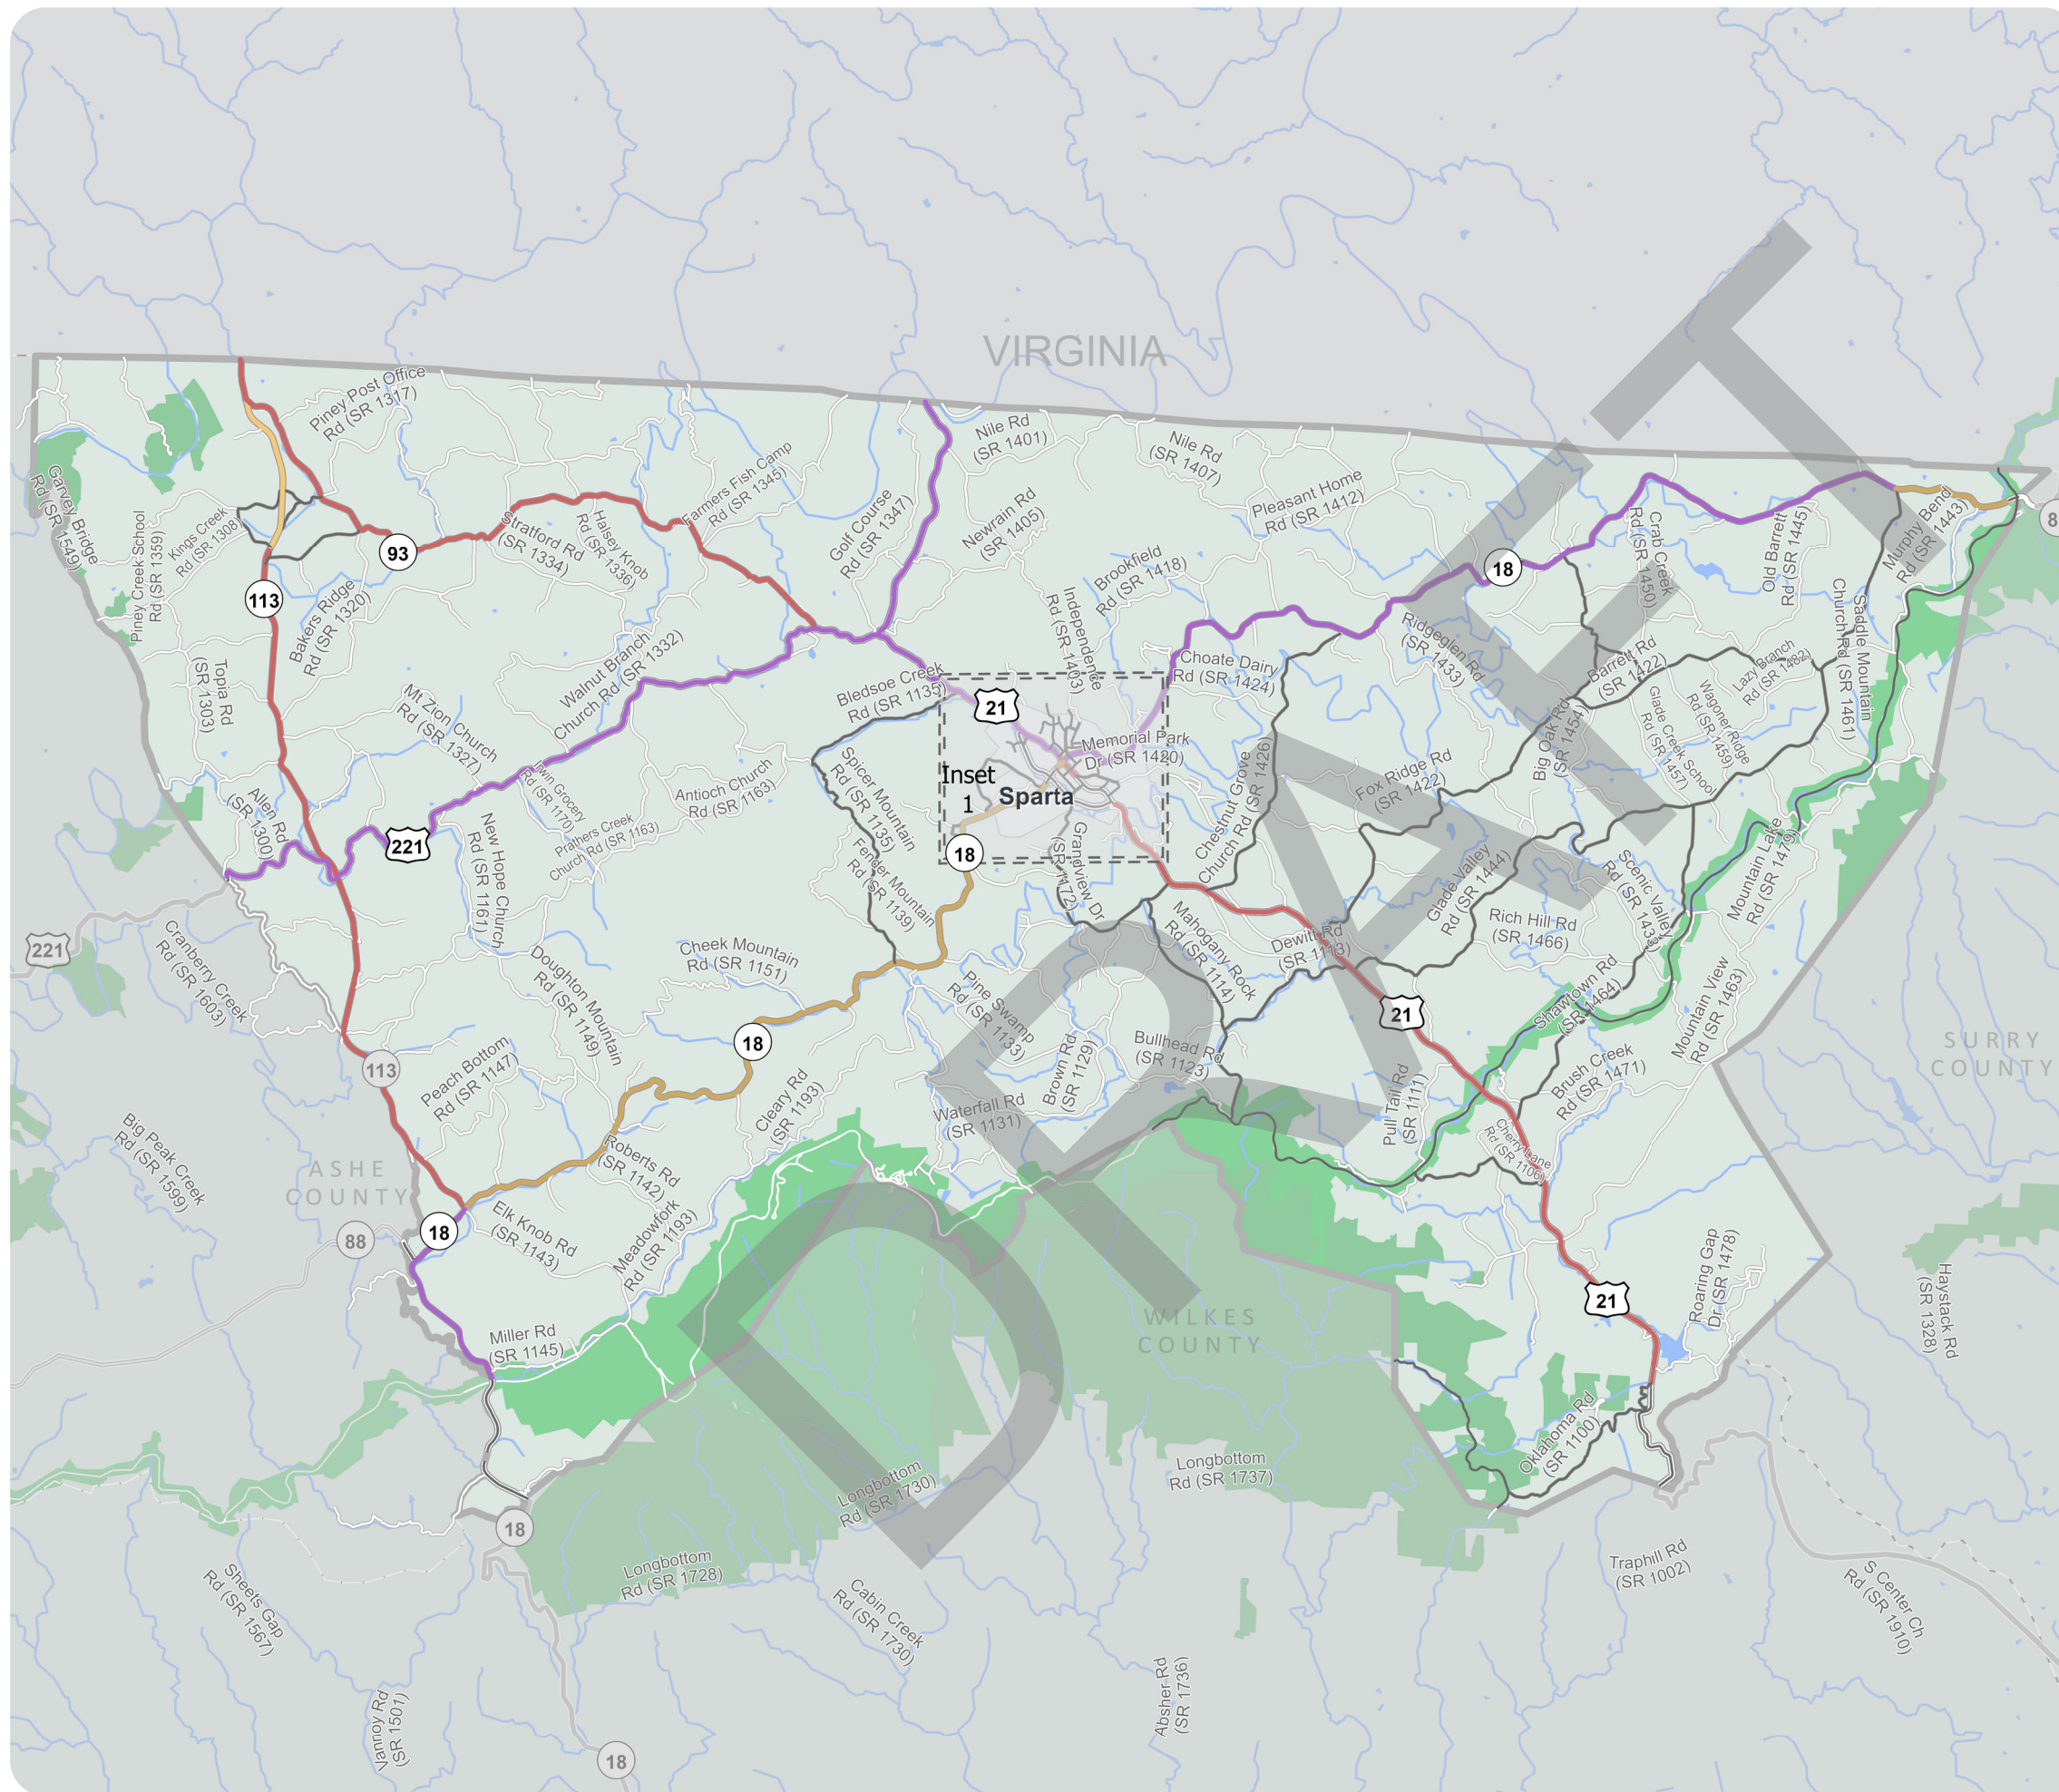 VIRGINIA
Piney Post Office
Rd (SR 1317)
Nile Rd
(SR 1401)
Nile Rd
(SR 1407)
Garvey Bridge
Rd (SR 1549)
Piney Creek School
Rd (SR 1359)
Kings Creek
Rd (SR 1308)
93
Stratford Rd
(SR 1334)
Halsey Knob
Rd (SR 1336)
Farmers Fish Camp
Rd (SR 1345)
Golf Course
Rd (SR 1347)
Newrain Rd
(SR 1405)
Pleasant Home
Rd (SR 1412)
Brookfield
Rd (SR 1418)
18
Crab Creek
Rd (SR 1450)
Old Barrett
Rd (SR 1445)
Murphy Bend
Rd (SR 1443)
8
113
Bakers Ridge
Rd (SR 1320)
Independence
Rd (SR 1403)
Topia Rd
(SR 1303)
Walnut Branch
Church Rd (SR 1332)
Mt Zion Church
Rd (SR 1327)
Bledsoe Creek
Rd (SR 1135)
21
Choate Dairy
Rd (SR 1424)
Ridgeglen Rd
(SR 1433)
Barrett Rd
(SR 1422)
Lazy Branch
Rd (SR 1482)
Saddle Mountain
Church Rd (SR 1461)
Wagoner Ridge
Rd (SR 1459)
Glade Creek School
Rd (SR 1457)
Big Oak Rd
(SR 1454)
Memorial Park
Dr (SR 1420)
Inset
1
Sparta
Allen Rd
(SR 1300)
221
Irwin Grocery
Rd (SR 1170)
Antioch Church
Rd (SR 1163)
Prathers Creek
Church Rd (SR 1163)
Spicer Mountain
Rd (SR 1135)
Fox Ridge Rd
(SR 1422)
Chestnut Grove
Church Rd (SR 1426)
18
New Hope Church
Rd (SR 1161)
Fender Mountain
Rd (SR 1139)
Grandview Dr
(SR 1172)
Glade Valley
Rd (SR 1444)
Scenic Valley
Rd (SR 1434)
Mountain Lake
Rd (SR 1479)
221
Cranberry Creek
Rd (SR 1603)
Cheek Mountain
Rd (SR 1151)
Mahogany Rock
Rd (SR 1114)
Dewitt Rd
(SR 1113)
Rich Hill Rd
(SR 1466)
Doughton Mountain
Rd (SR 1149)
Pine Swamp
Rd (SR 1133)
21
Shawtown Rd
(SR 1464)
Mountain View
Rd (SR 1463)
SURRY
COUNTY
18
113
Peach Bottom
Rd (SR 1147)
Cleary Rd
(SR 1193)
Brown Rd
(SR 1129)
Bullhead Rd
(SR 1123)
Brush Creek
Rd (SR 1471)
Waterfall Rd
(SR 1131)
Pull Tail Rd
(SR 1111)
Cherry Lane
Rd (SR 1106)
Big Peak Creek
Rd (SR 1599)
ASHE
COUNTY
Roberts Rd
(SR 1142)
88
18
Elk Knob Rd
(SR 1143)
Meadowfork
Rd (SR 1193)
Roaring Gap
Dr (SR 1478)
Haystack Rd
(SR 1328)
21
WILKES
COUNTY
Miller Rd
(SR 1145)
Oklahoma Rd
(SR 1100)
Longbottom
Rd (SR 1730)
Longbottom
Rd (SR 1737)
18
Longbottom
Rd (SR 1728)
Traphill Rd
(SR 1002)
Sheets Gap
Rd (SR 1567)
Cabin Creek
Rd (SR 1730)
S Center Ch
Rd (SR 1910)
Vannoy Rd
(SR 1501)
Absher Rd
(SR 1736)
18
DRAFT